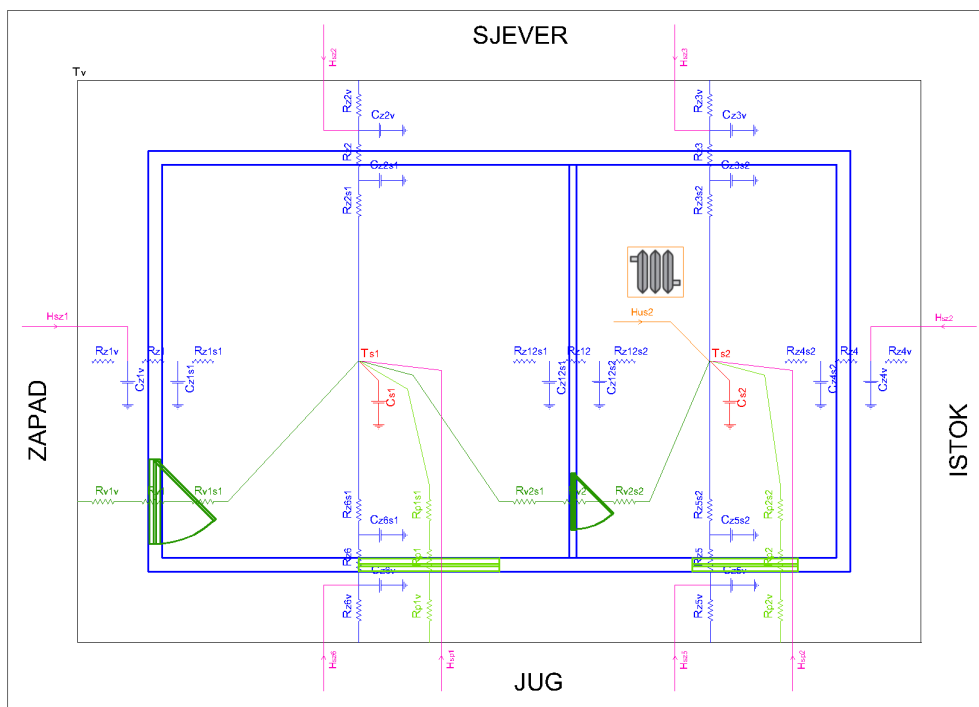 SJEVER
Hsz2
Hsz3
Tv
Rz2v
Cz2v
Rz3v
Cz3v
Rz2
Cz2s1
Rz3
Cz3s2
Rz2s1
Rz3s2
Hsz1
Hus2
Hsz2
Rz1v
Rz1s1
Ts1
Rz12s1
Rz12
Rz12s2
Ts2
Rz4s2
Rz4
Rz4v
Cz1v
Cz1s1
Cs1
Cz12s1
Cz12s2
Cs2
Cz4s2
Cz4v
ZAPAD
ISTOK
Rv1v
Rv1s1
Rv2s1
Rv2s2
Rz6s1
Rp1s1
Rz5s2
Rp2s2
Cz6s1
Cz5s2
Rz6
Rp1
Rz5
Rp2
Cz6v
Cz5v
Rz6v
Rp1v
Rz5v
Rp2v
Hsz6
Hsp1
Hsz5
Hsp2
JUG